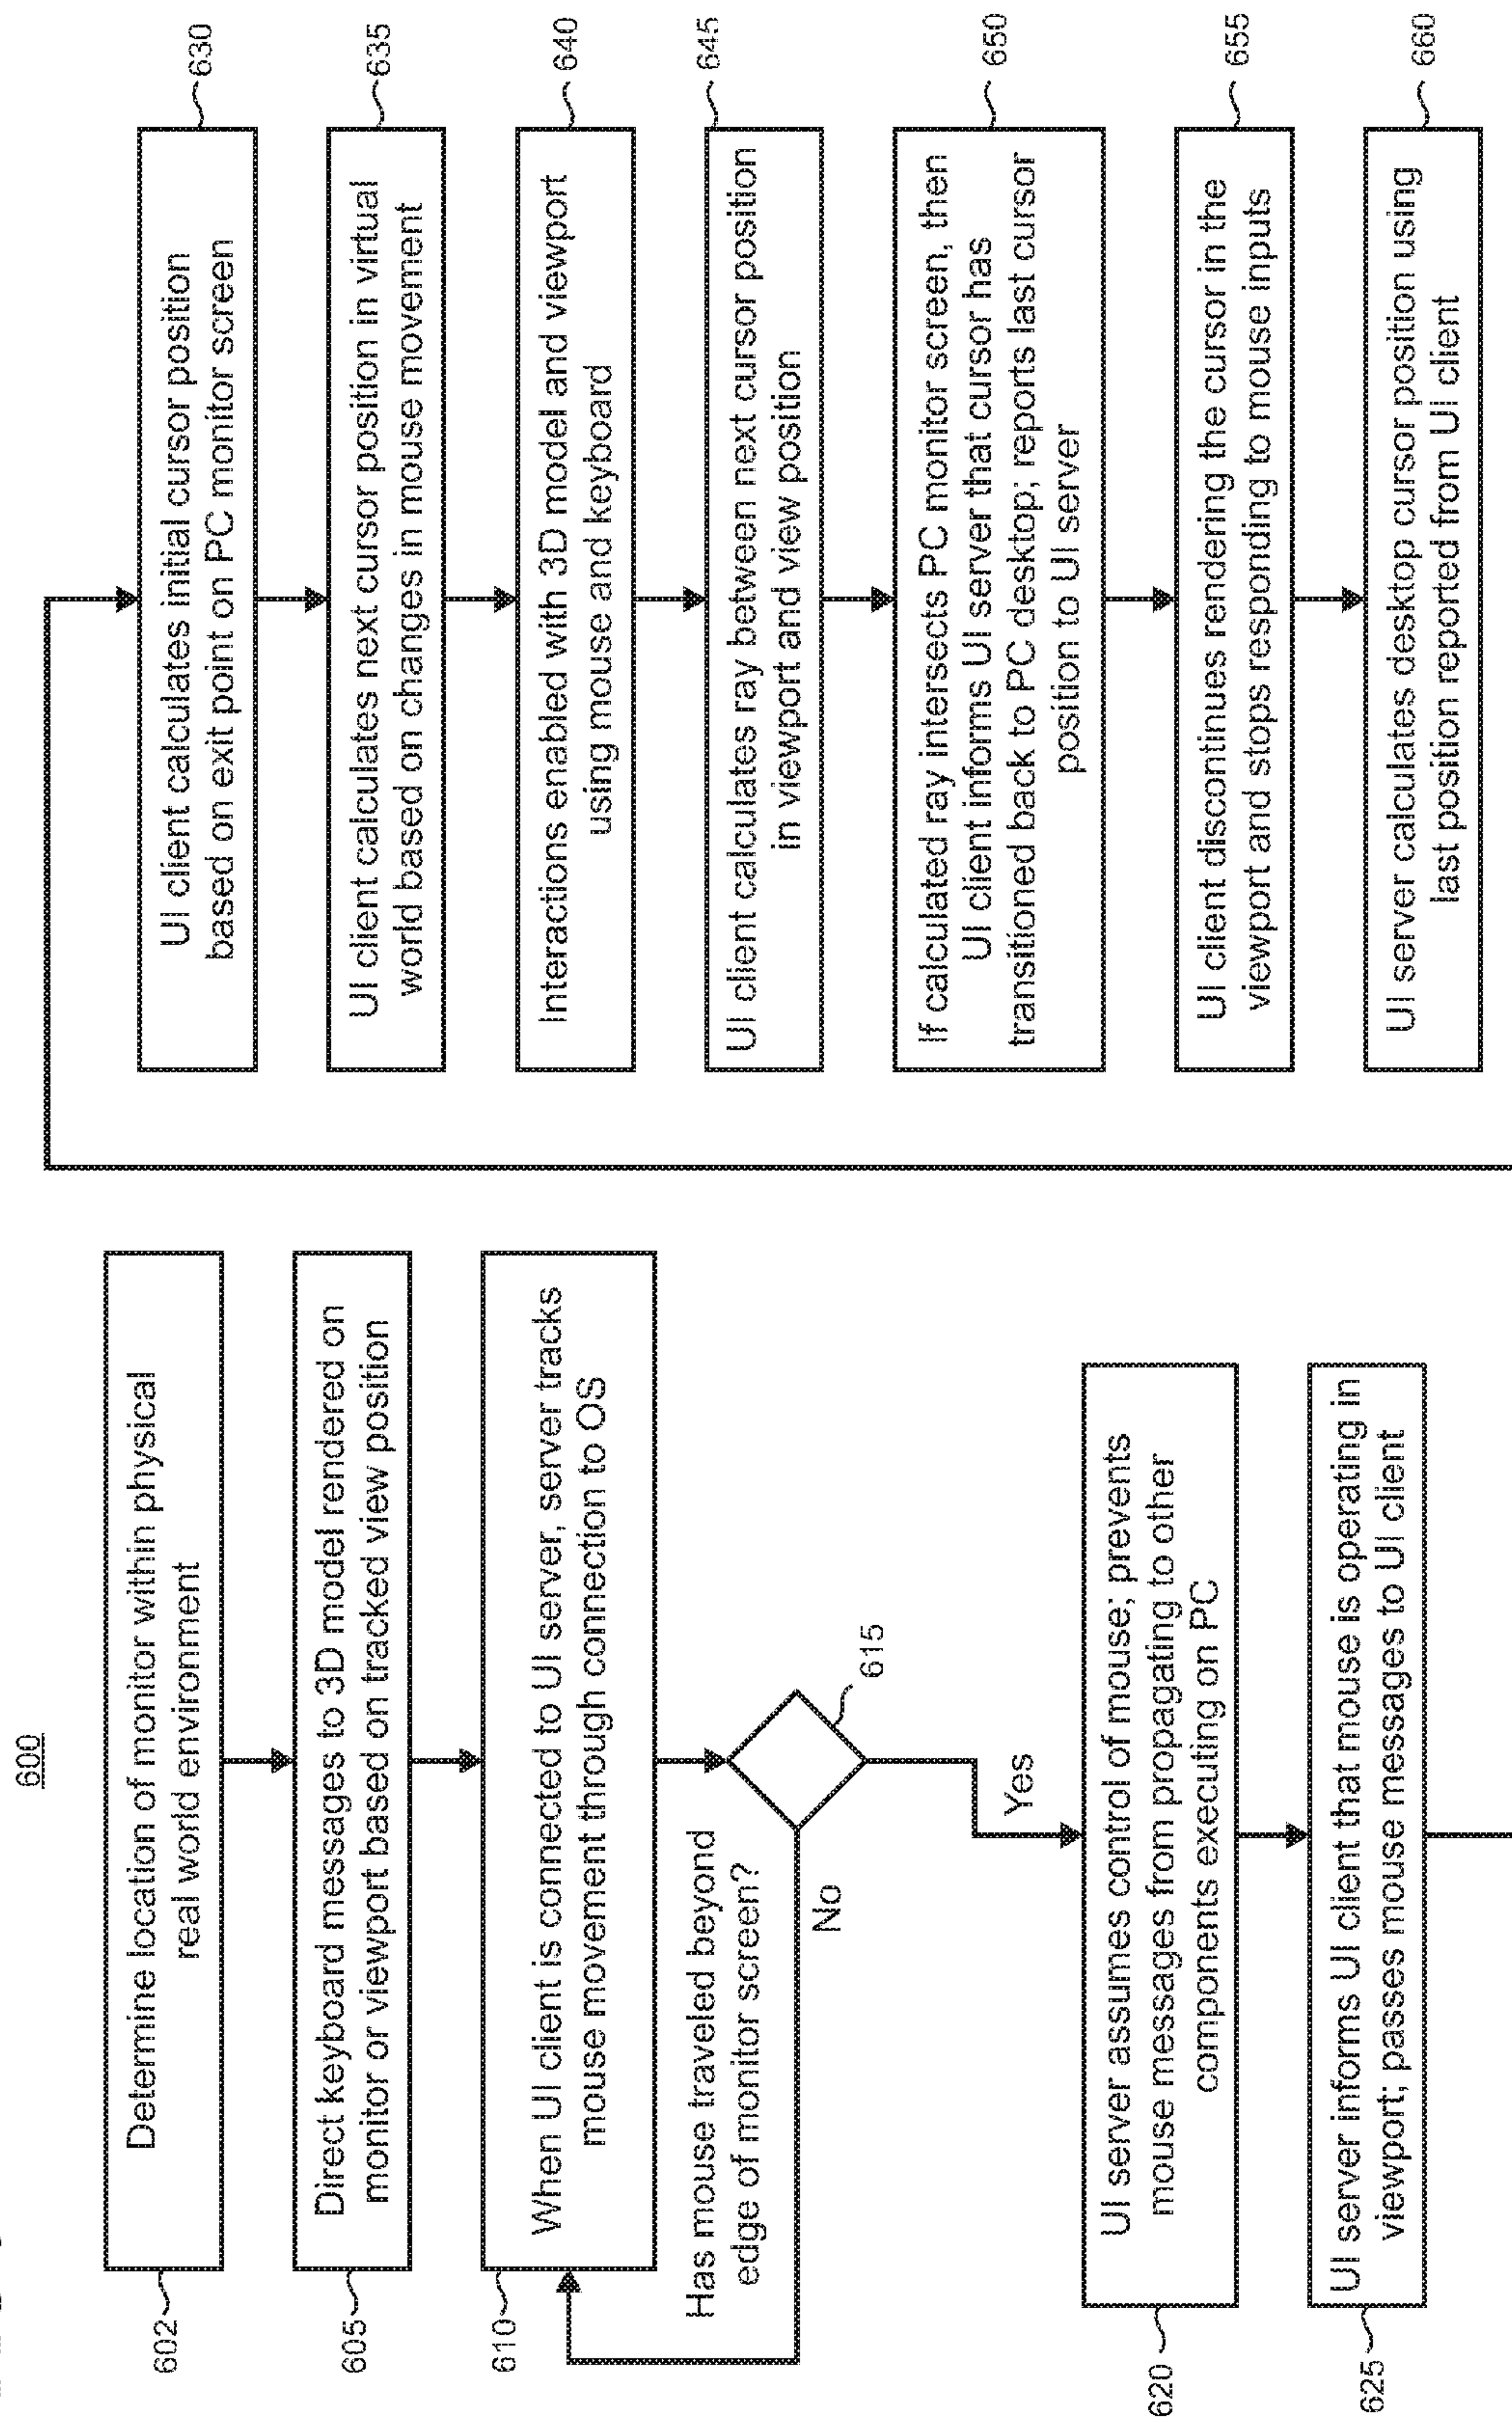 600
602
Determine location of monitor within physical
real world environment
605
Direct keyboard messages to 3D model rendered on
monitor or viewport based on tracked view position
610
When UI client is connected to UI server, server tracks
mouse movement through connection to OS
Has mouse traveled beyond
edge of monitor screen?
615
No
Yes
620
UI server assumes control of mouse; prevents
mouse messages from propagating to other
components executing on PC
625
UI server informs UI client that mouse is operating in
viewport; passes mouse messages to UI client
UI client calculates initial cursor position
based on exit point on PC monitor screen
630
UI client calculates next cursor position in virtual
world based on changes in mouse movement
635
Interactions enabled with 3D model and viewport
using mouse and keyboard
640
UI client calculates ray between next cursor position
in viewport and view position
645
If calculated ray intersects PC monitor screen, then
UI client informs UI server that cursor has
transitioned back to PC desktop; reports last cursor
position to UI server
650
UI client discontinues rendering the cursor in the
viewport and stops responding to mouse inputs
655
UI server calculates desktop cursor position using
last position reported from UI client
660